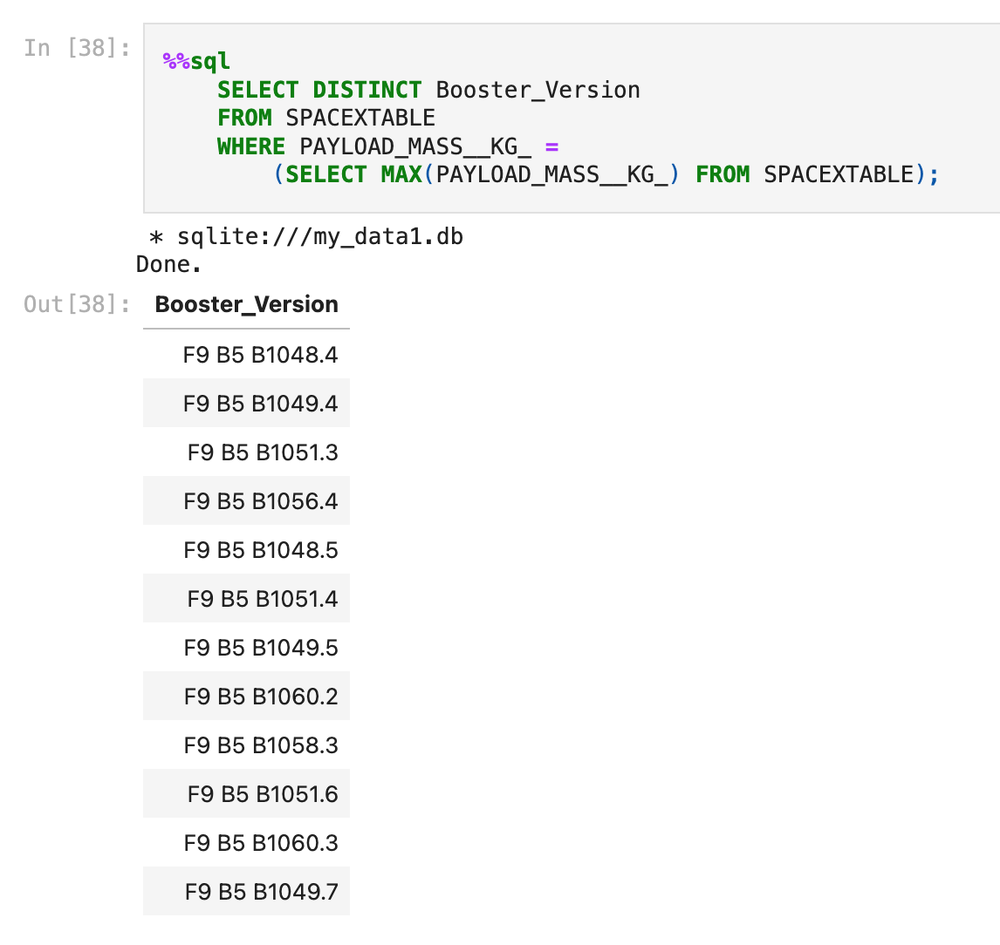 In [38]:
%%sql
SELECT DISTINCT Booster_Version
FROM SPACEXTABLE
WHERE PAYLOAD_MASS__KG_ =
(SELECT MAX(PAYLOAD_MASS__KG_) FROM SPACEXTABLE);
* sqlite:///my_data1.db
Done.
Out[38]: Booster_Version
F9 B5 B1048.4
F9 B5 B1049.4
F9 B5 B1051.3
F9 B5 B1056.4
F9 B5 B1048.5
F9 B5 B1051.4
F9 B5 B1049.5
F9 B5 B1060.2
F9 B5 B1058.3
F9 B5 B1051.6
F9 B5 B1060.3
F9 B5 B1049.7